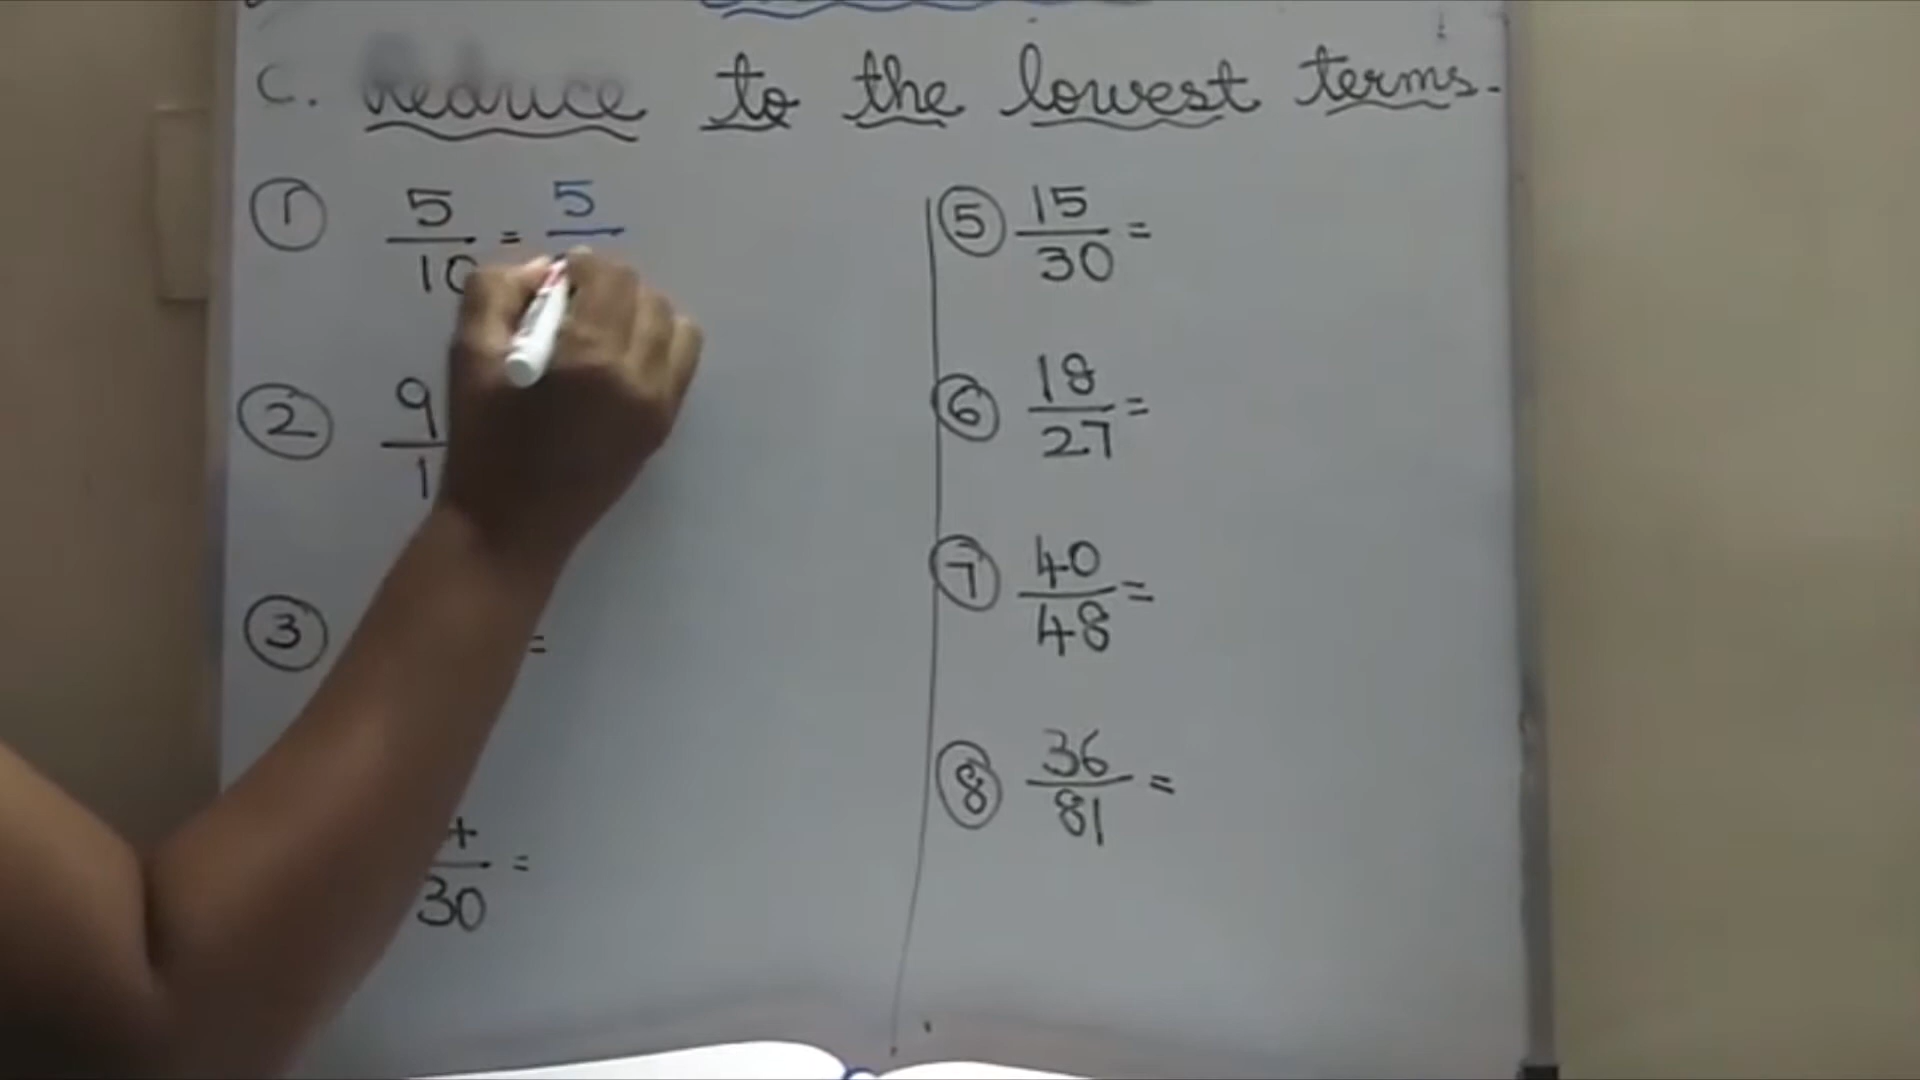 C. Reduce to the lowest terms.
① 5/10 = 5/
② 9/1
③ =
/30 =
⑤ 15/30 =
⑥ 18/27 =
⑦ 40/48 =
⑧ 36/81 =